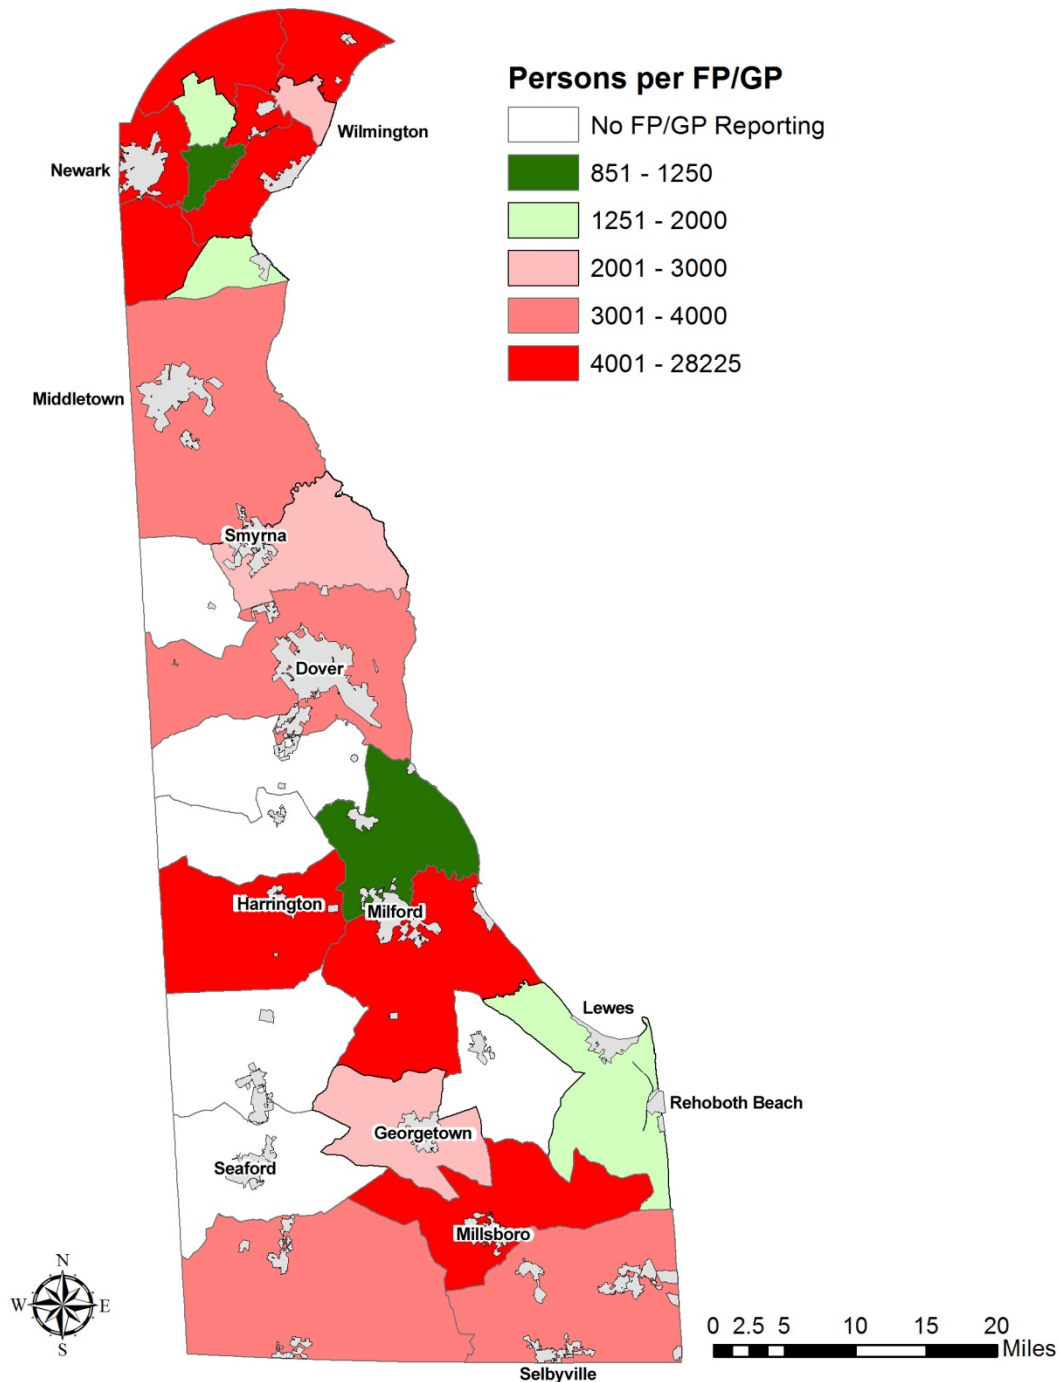 Persons per FP/GP
No FP/GP Reporting
851 - 1250
1251 - 2000
2001 - 3000
3001 - 4000
4001 - 28225
Wilmington
Newark
Middletown
Smyrna
Dover
Harrington
Milford
Lewes
Rehoboth Beach
Georgetown
Seaford
Millsboro
N
W E
S
0 2.5 5 10 15 20
Miles
Selbyville